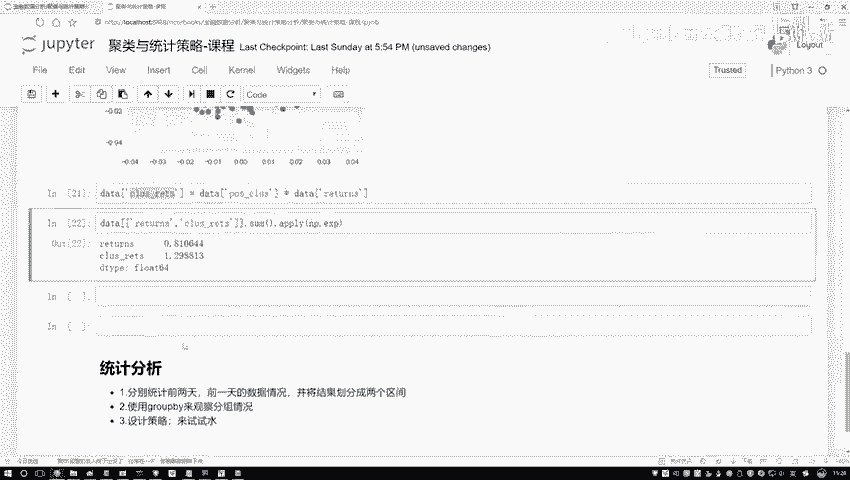 jupyter 聚类与统计策略-课程 Last Checkpoint: Last Sunday at 5:54 PM (unsaved changes)
Logout
File Edit View Insert Cell Kernel Widgets Help
Trusted
Python 3
Code
-0.02
-0.04
-0.04 -0.03 -0.02 -0.01 0.00 0.01 0.02 0.03 0.04
In [21]: data['clus_rets'] = data['pos_clus'] * data['returns']
In [22]: data[['returns','clus_rets']].sum().apply(np.exp)
Out[22]: returns 0.810644
clus_rets 1.298813
dtype: float64
In [ ]:
In [ ]:
统计分析
1.分别统计前两天，前一天的数据情况，并将结果划分成两个区间
2.使用groupby来观察分组情况
3.设计策略；来试试水